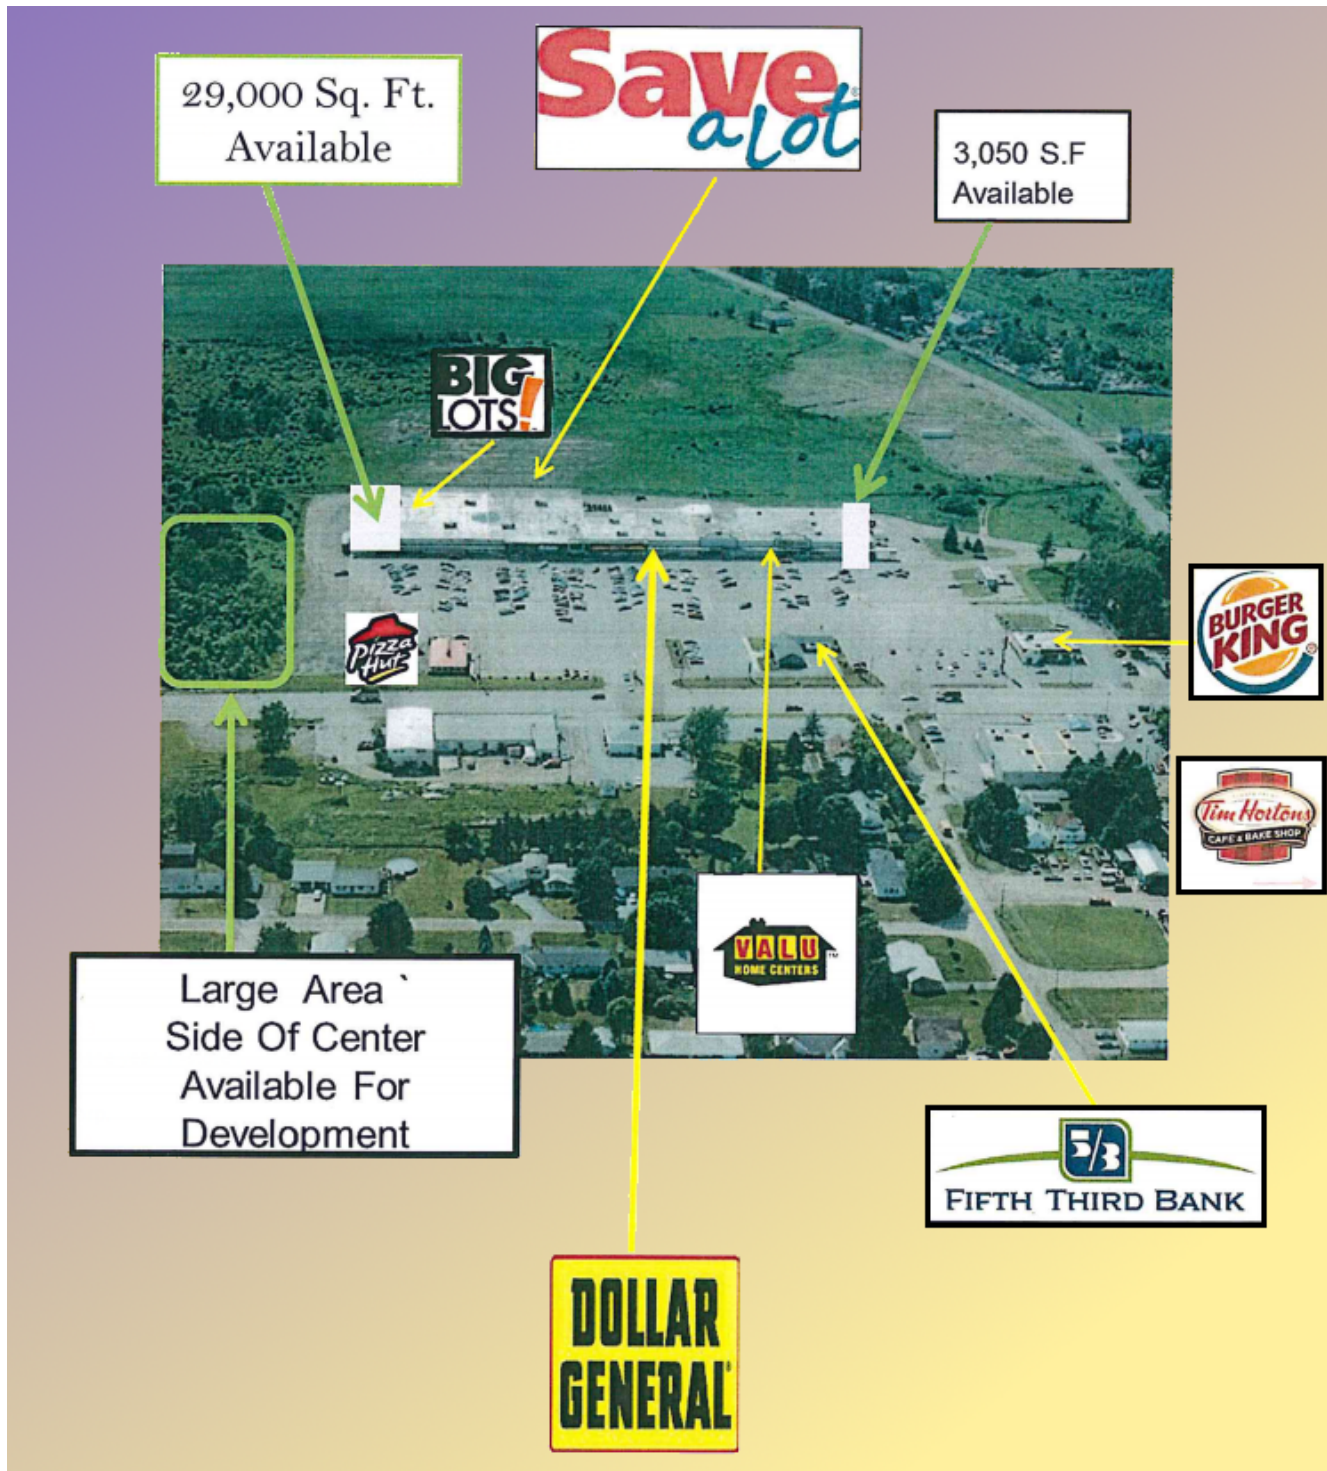 29,000 Sq. Ft.
Available
Save
a lot
3,050 S.F
Available
BIG
LOTS!
Pizza
Hut
BURGER
KING
Tim Hortons
CAFE & BAKE SHOP
VALU
HOME CENTERS
Large Area `
Side Of Center
Available For
Development
5/3
FIFTH THIRD BANK
DOLLAR
GENERAL